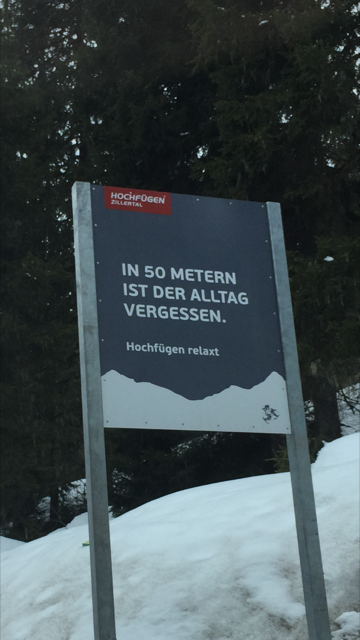 HOCHFÜGEN
ZILLERTAL
IN 50 METERN
IST DER ALLTAG
VERGESSEN.
Hochfügen relaxt